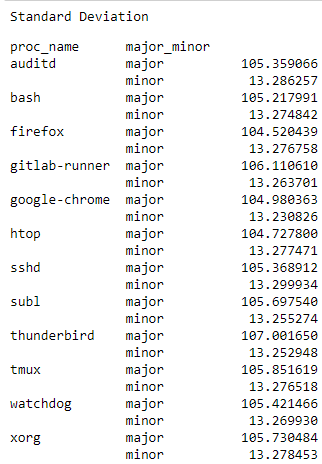 Standard Deviation
proc_name major_minor
auditd major 105.359066
minor 13.286257
bash major 105.217991
minor 13.274842
firefox major 104.520439
minor 13.276758
gitlab-runner major 106.110610
minor 13.263701
google-chrome major 104.980363
minor 13.230826
htop major 104.727800
minor 13.277471
sshd major 105.368912
minor 13.299934
subl major 105.697540
minor 13.255274
thunderbird major 107.001650
minor 13.252948
tmux major 105.851619
minor 13.276518
watchdog major 105.421466
minor 13.269930
xorg major 105.730484
minor 13.278453